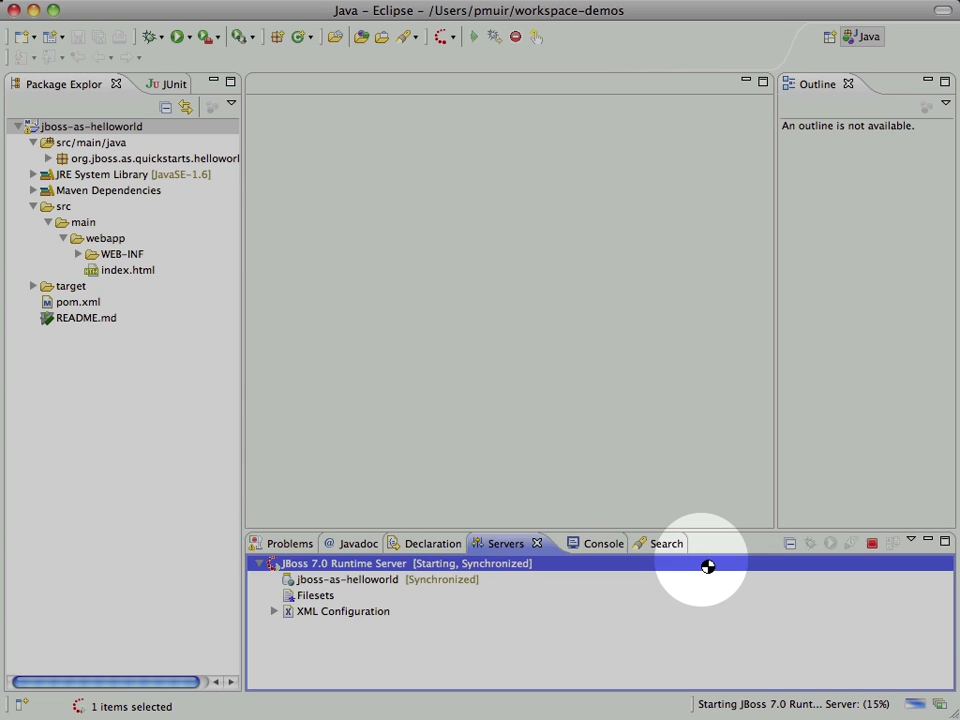 Java - Eclipse - /Users/pmuir/workspace-demos
Java
Package Explor
JUnit
Outline
jboss-as-helloworld
src/main/java
org.jboss.as.quickstarts.helloworl
JRE System Library [JavaSE-1.6]
Maven Dependencies
src
main
webapp
WEB-INF
index.html
target
pom.xml
README.md
An outline is not available.
Problems
@ Javadoc
Declaration
Servers
Console
Search
JBoss 7.0 Runtime Server [Starting, Synchronized]
jboss-as-helloworld [Synchronized]
Filesets
XML Configuration
1 items selected
Starting JBoss 7.0 Runt... Server: (15%)